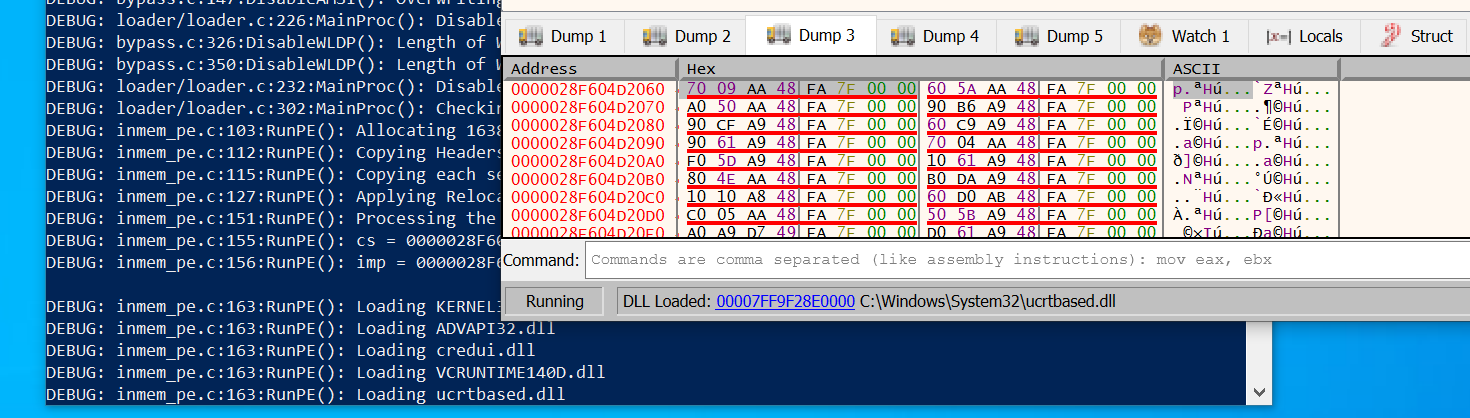 DEBUG: bypass.c:147:DisableAMSI(): Overwriting
DEBUG: loader/loader.c:226:MainProc(): Disable
DEBUG: bypass.c:326:DisableWLDP(): Length of W
DEBUG: bypass.c:350:DisableWLDP(): Length of W
DEBUG: loader/loader.c:232:MainProc(): Disable
DEBUG: loader/loader.c:302:MainProc(): Checkin
DEBUG: inmem_pe.c:103:RunPE(): Allocating 1638
DEBUG: inmem_pe.c:112:RunPE(): Copying Headers
DEBUG: inmem_pe.c:115:RunPE(): Copying each se
DEBUG: inmem_pe.c:127:RunPE(): Applying Reloca
DEBUG: inmem_pe.c:151:RunPE(): Processing the
DEBUG: inmem_pe.c:155:RunPE(): cs = 0000028F60
DEBUG: inmem_pe.c:156:RunPE(): imp = 0000028F6
DEBUG: inmem_pe.c:163:RunPE(): Loading KERNEL3
DEBUG: inmem_pe.c:163:RunPE(): Loading ADVAPI32.dll
DEBUG: inmem_pe.c:163:RunPE(): Loading credui.dll
DEBUG: inmem_pe.c:163:RunPE(): Loading VCRUNTIME140D.dll
DEBUG: inmem_pe.c:163:RunPE(): Loading ucrtbased.dll
Dump 1 Dump 2 Dump 3 Dump 4 Dump 5 Watch 1 |x=| Locals Struct
Address Hex ASCII
0000028F604D2060 70 09 AA 48 FA 7F 00 00 60 5A AA 48 FA 7F 00 00 p.ªHú...`ZªHú...
0000028F604D2070 A0 50 AA 48 FA 7F 00 00 90 B6 A9 48 FA 7F 00 00 PªHú....¶©Hú...
0000028F604D2080 90 CF A9 48 FA 7F 00 00 60 C9 A9 48 FA 7F 00 00 .Ï©Hú...`É©Hú...
0000028F604D2090 90 61 A9 48 FA 7F 00 00 70 04 AA 48 FA 7F 00 00 .a©Hú...p.ªHú...
0000028F604D20A0 F0 5D A9 48 FA 7F 00 00 10 61 A9 48 FA 7F 00 00 ð]©Hú....a©Hú...
0000028F604D20B0 80 4E AA 48 FA 7F 00 00 B0 DA A9 48 FA 7F 00 00 .NªHú...°Ú©Hú...
0000028F604D20C0 10 10 A8 48 FA 7F 00 00 60 D0 AB 48 FA 7F 00 00 ..¨Hú...`Ð«Hú...
0000028F604D20D0 C0 05 AA 48 FA 7F 00 00 50 5B A9 48 FA 7F 00 00 À.ªHú...P[©Hú...
0000028F604D20E0 A0 A9 D7 49 FA 7F 00 00 D0 61 A9 48 FA 7F 00 00 ©×Iú...Ða©Hú...
Command: Commands are comma separated (like assembly instructions): mov eax, ebx
Running DLL Loaded: 00007FF9F28E0000 C:\Windows\System32\ucrtbased.dll